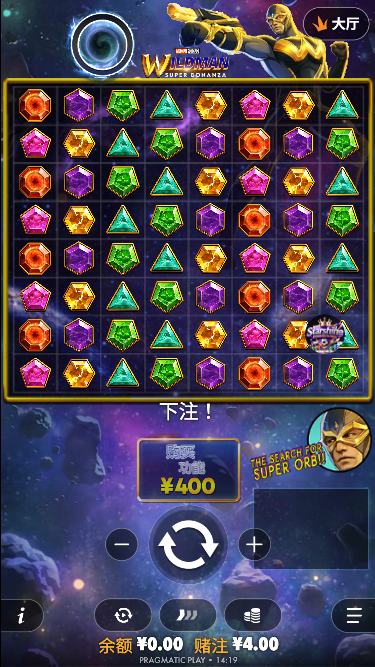 大厅
WILDMAN
SUPER BONANZA
Starshine
下注！
购买
功能
¥400
THE SEARCH FOR
SUPER ORB!!
余额 ¥0.00 赌注 ¥4.00
PRAGMATIC PLAY • 14:19